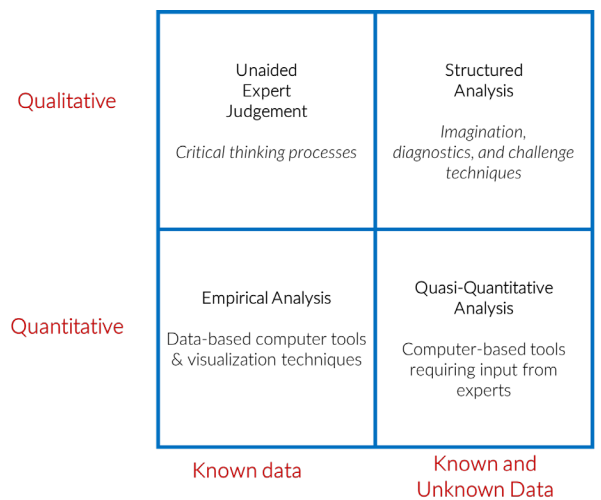 Qualitative
Unaided
Expert
Judgement
Critical thinking processes
Structured
Analysis
Imagination,
diagnostics, and challenge
techniques
Quantitative
Empirical Analysis
Data-based computer tools
& visualization techniques
Quasi-Quantitative
Analysis
Computer-based tools
requiring input from
experts
Known data
Known and
Unknown Data